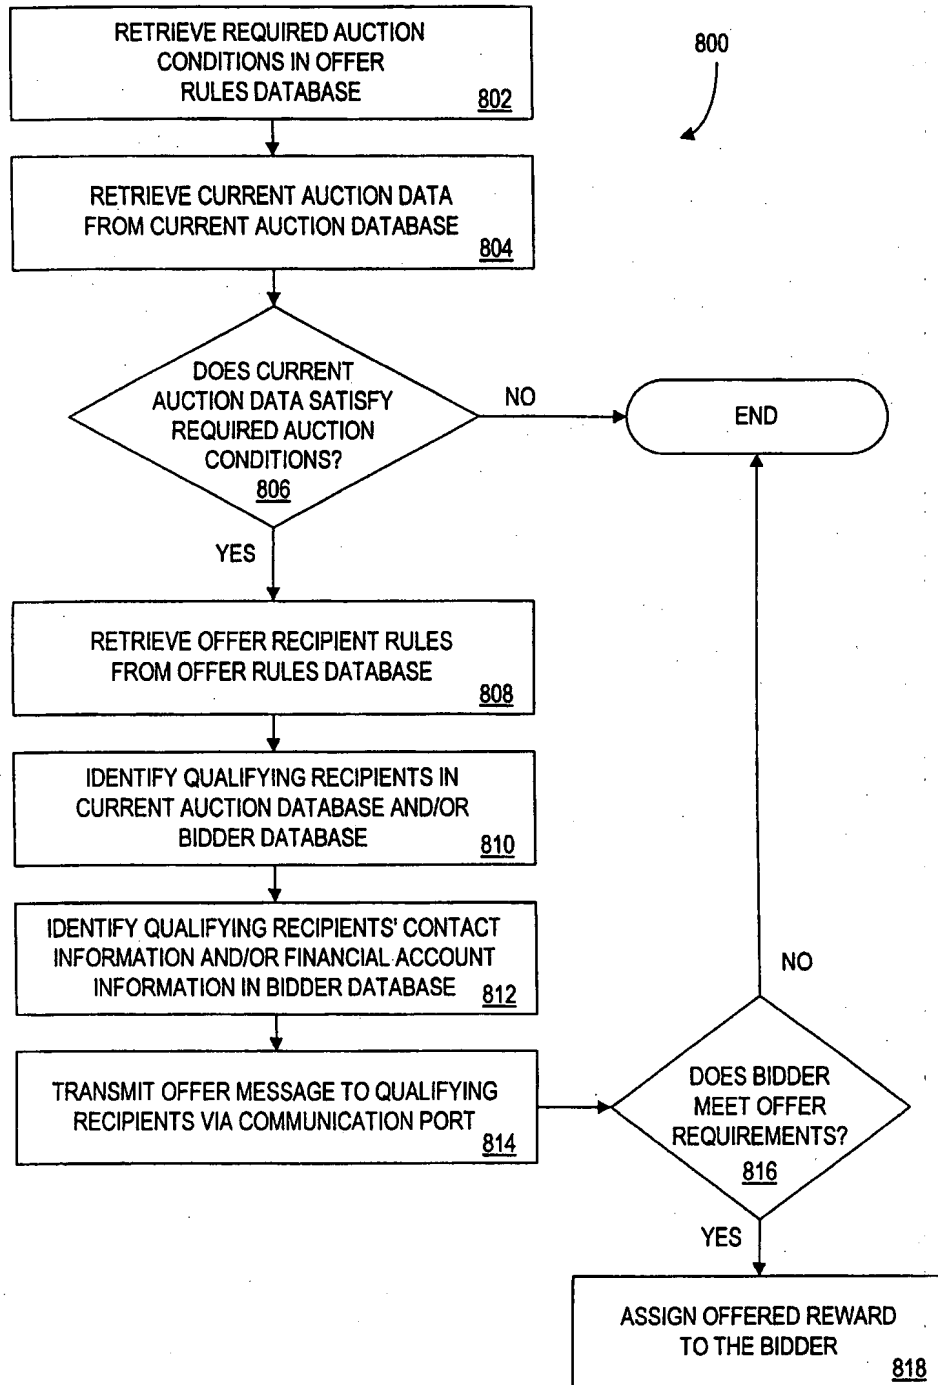 RETRIEVE REQUIRED AUCTION
CONDITIONS IN OFFER
RULES DATABASE
802
800
RETRIEVE CURRENT AUCTION DATA
FROM CURRENT AUCTION DATABASE
804
DOES CURRENT
AUCTION DATA SATISFY
REQUIRED AUCTION
CONDITIONS?
806
NO
END
YES
RETRIEVE OFFER RECIPIENT RULES
FROM OFFER RULES DATABASE
808
IDENTIFY QUALIFYING RECIPIENTS IN
CURRENT AUCTION DATABASE AND/OR
BIDDER DATABASE
810
IDENTIFY QUALIFYING RECIPIENTS' CONTACT
INFORMATION AND/OR FINANCIAL ACCOUNT
INFORMATION IN BIDDER DATABASE
812
TRANSMIT OFFER MESSAGE TO QUALIFYING
RECIPIENTS VIA COMMUNICATION PORT
814
NO
DOES BIDDER
MEET OFFER
REQUIREMENTS?
816
YES
ASSIGN OFFERED REWARD
TO THE BIDDER
818